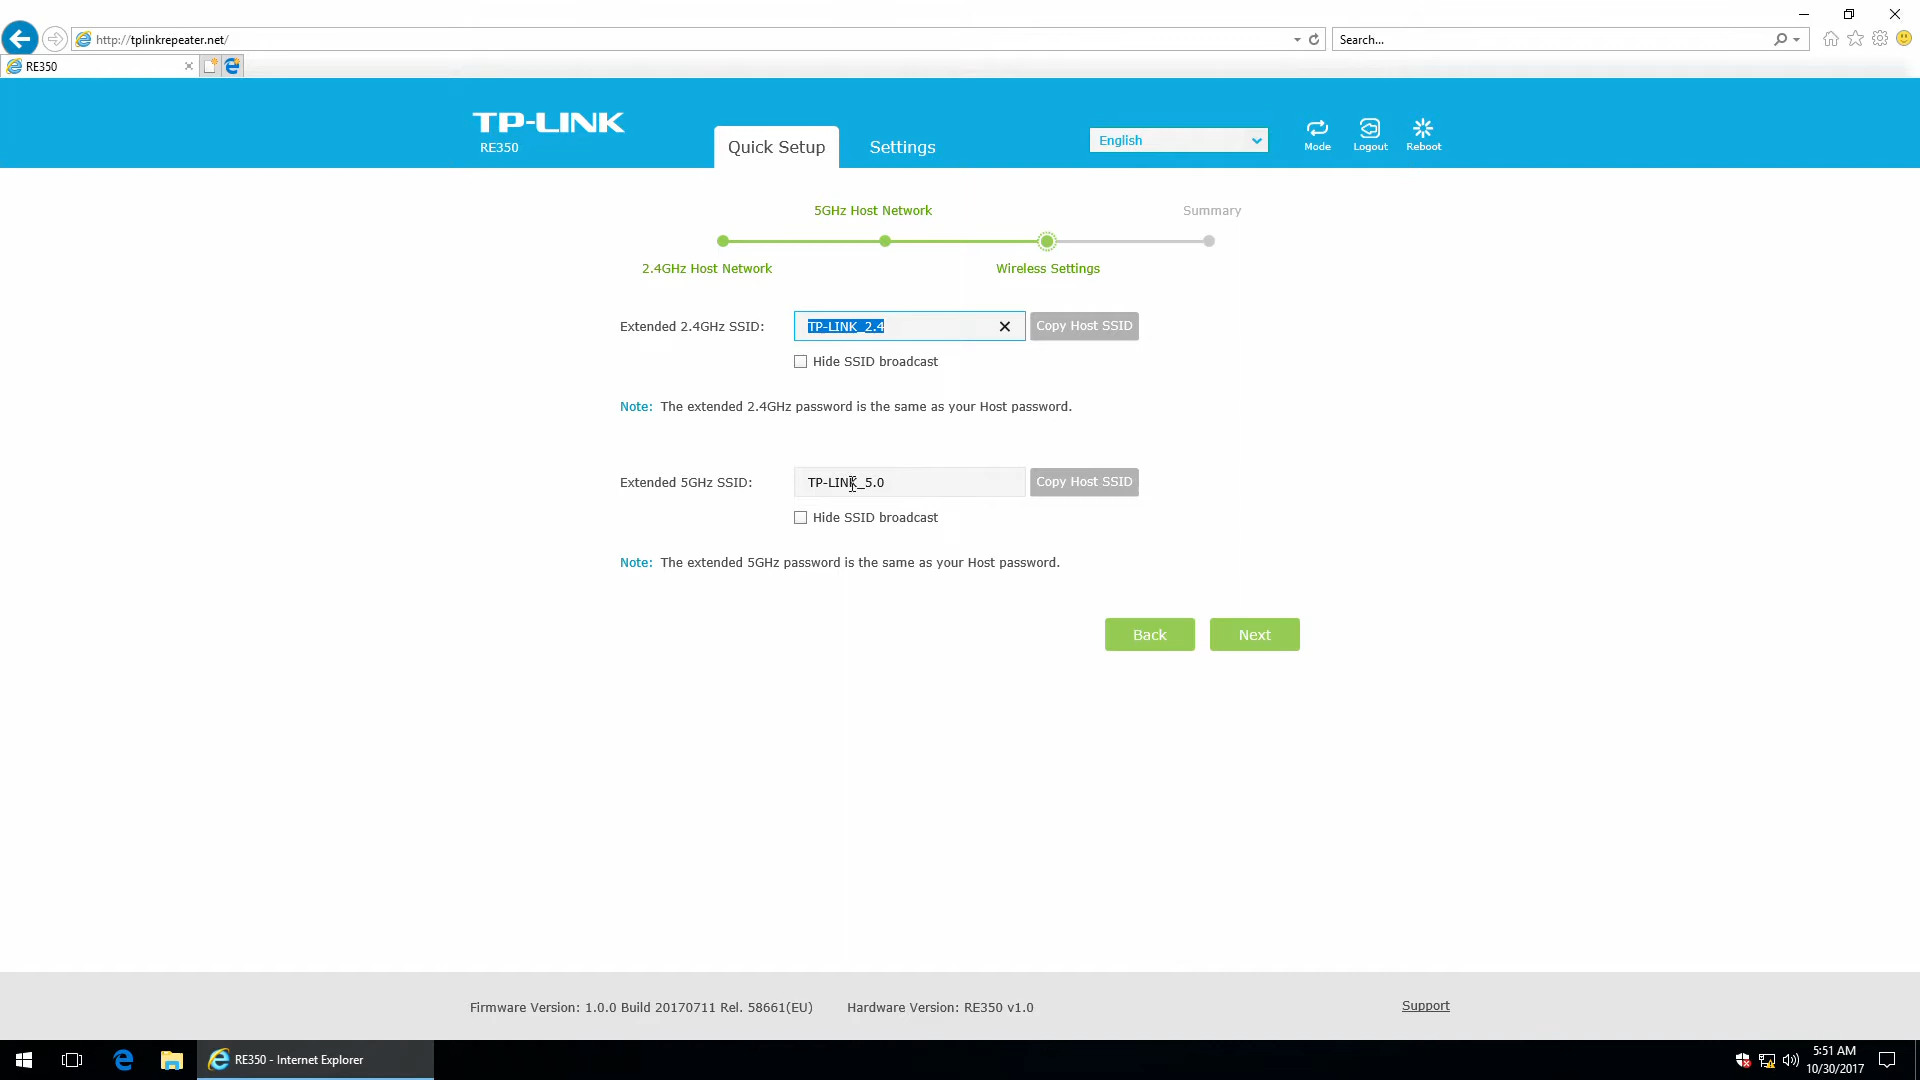 http://tplinkrepeater.net/
Search...
RE350
TP-LINK
RE350
Quick Setup
Settings
English
Mode
Logout
Reboot
5GHz Host Network
Summary
2.4GHz Host Network
Wireless Settings
Extended 2.4GHz SSID:
TP-LINK_2.4
Copy Host SSID
Hide SSID broadcast
Note: The extended 2.4GHz password is the same as your Host password.
Extended 5GHz SSID:
TP-LINK_5.0
Copy Host SSID
Hide SSID broadcast
Note: The extended 5GHz password is the same as your Host password.
Back
Next
Firmware Version: 1.0.0 Build 20170711 Rel. 58661(EU)
Hardware Version: RE350 v1.0
Support
RE350 - Internet Explorer
5:51 AM
10/30/2017